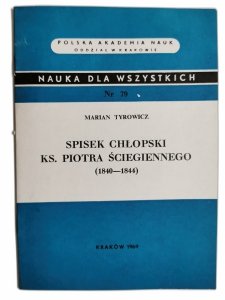 POLSKA AKADEMIA NAUK
ODDZIAŁ W KRAKOWIE
NAUKA DLA WSZYSTKICH
Nr 79
MARIAN TYROWICZ
SPISEK CHŁOPSKI
KS. PIOTRA ŚCIEGIENNEGO
(1840—1844)
KRAKÓW 1969